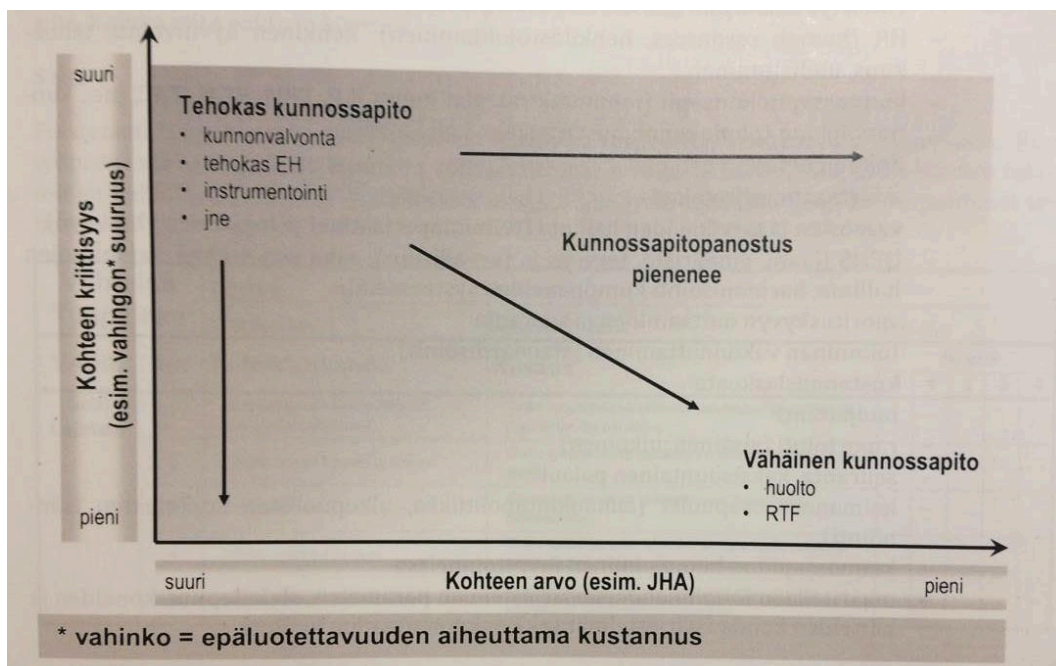 suuri
Tehokas kunnossapito
• kunnonvalvonta
• tehokas EH
• instrumentointi
• jne
Kohteen kriittisyys
(esim. vahingon* suuruus)
Kunnossapitopanostus
pienenee
Vähäinen kunnossapito
• huolto
• RTF
pieni
suuri
Kohteen arvo (esim. JHA)
pieni
* vahinko = epäluotettavuuden aiheuttama kustannus